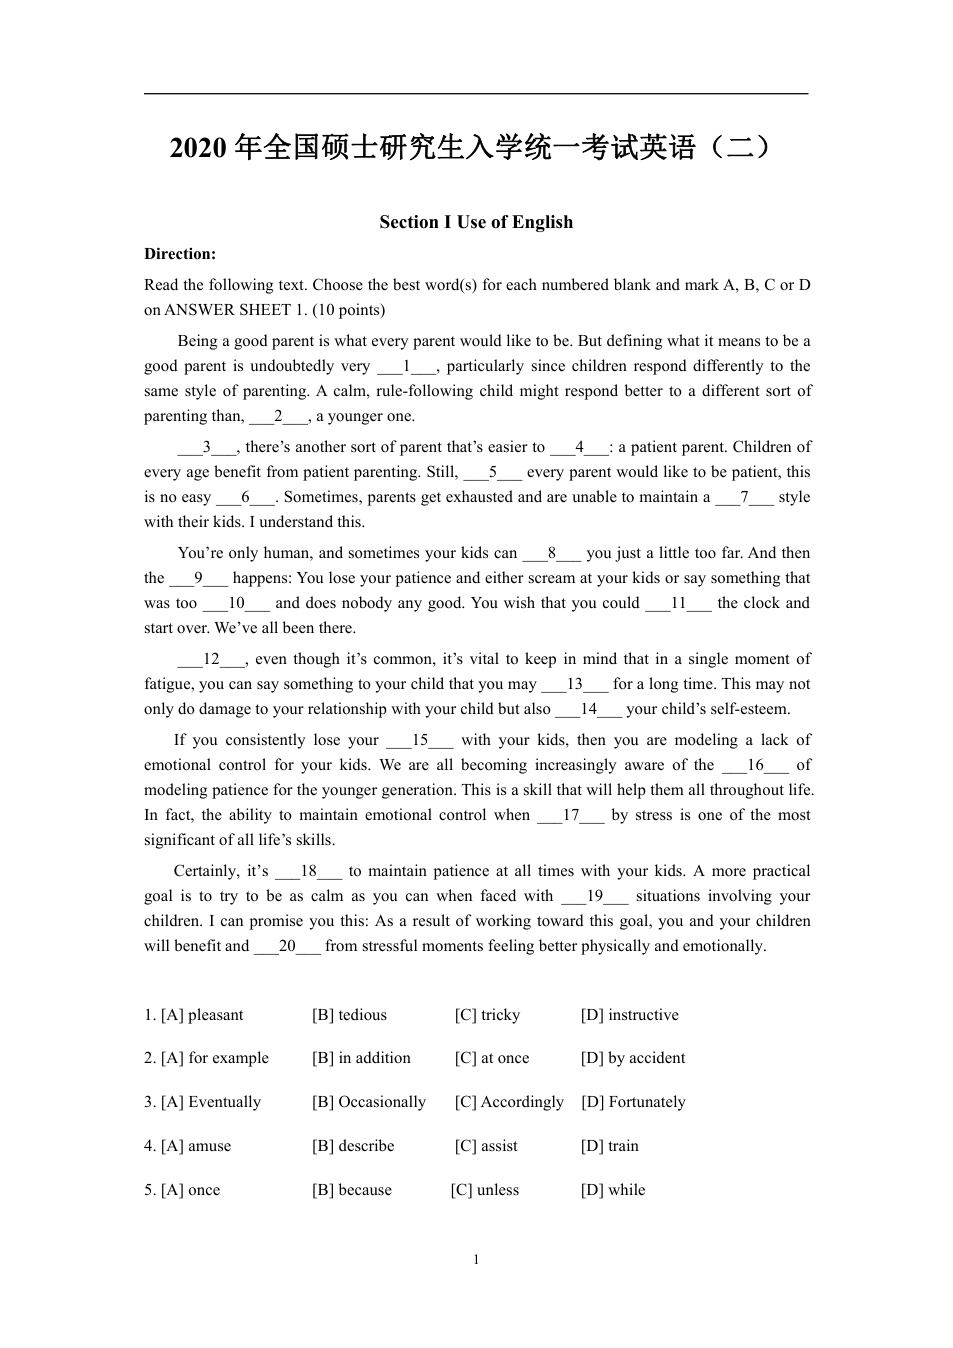 2020 年全国硕士研究生入学统一考试英语（二）
Section I Use of English
Direction:
Read the following text. Choose the best word(s) for each numbered blank and mark A, B, C or D
on ANSWER SHEET 1. (10 points)
Being a good parent is what every parent would like to be. But defining what it means to be a
good parent is undoubtedly very ___1___, particularly since children respond differently to the
same style of parenting. A calm, rule-following child might respond better to a different sort of
parenting than, ___2___, a younger one.
___3___, there's another sort of parent that's easier to ___4___: a patient parent. Children of
every age benefit from patient parenting. Still, ___5___ every parent would like to be patient, this
is no easy ___6___. Sometimes, parents get exhausted and are unable to maintain a ___7___ style
with their kids. I understand this.
You're only human, and sometimes your kids can ___8___ you just a little too far. And then
the ___9___ happens: You lose your patience and either scream at your kids or say something that
was too ___10___ and does nobody any good. You wish that you could ___11___ the clock and
start over. We've all been there.
___12___, even though it's common, it's vital to keep in mind that in a single moment of
fatigue, you can say something to your child that you may ___13___ for a long time. This may not
only do damage to your relationship with your child but also ___14___ your child's self-esteem.
If you consistently lose your ___15___ with your kids, then you are modeling a lack of
emotional control for your kids. We are all becoming increasingly aware of the ___16___ of
modeling patience for the younger generation. This is a skill that will help them all throughout life.
In fact, the ability to maintain emotional control when ___17___ by stress is one of the most
significant of all life's skills.
Certainly, it's ___18___ to maintain patience at all times with your kids. A more practical
goal is to try to be as calm as you can when faced with ___19___ situations involving your
children. I can promise you this: As a result of working toward this goal, you and your children
will benefit and ___20___ from stressful moments feeling better physically and emotionally.
1. [A] pleasant [B] tedious [C] tricky [D] instructive
2. [A] for example [B] in addition [C] at once [D] by accident
3. [A] Eventually [B] Occasionally [C] Accordingly [D] Fortunately
4. [A] amuse [B] describe [C] assist [D] train
5. [A] once [B] because [C] unless [D] while
1